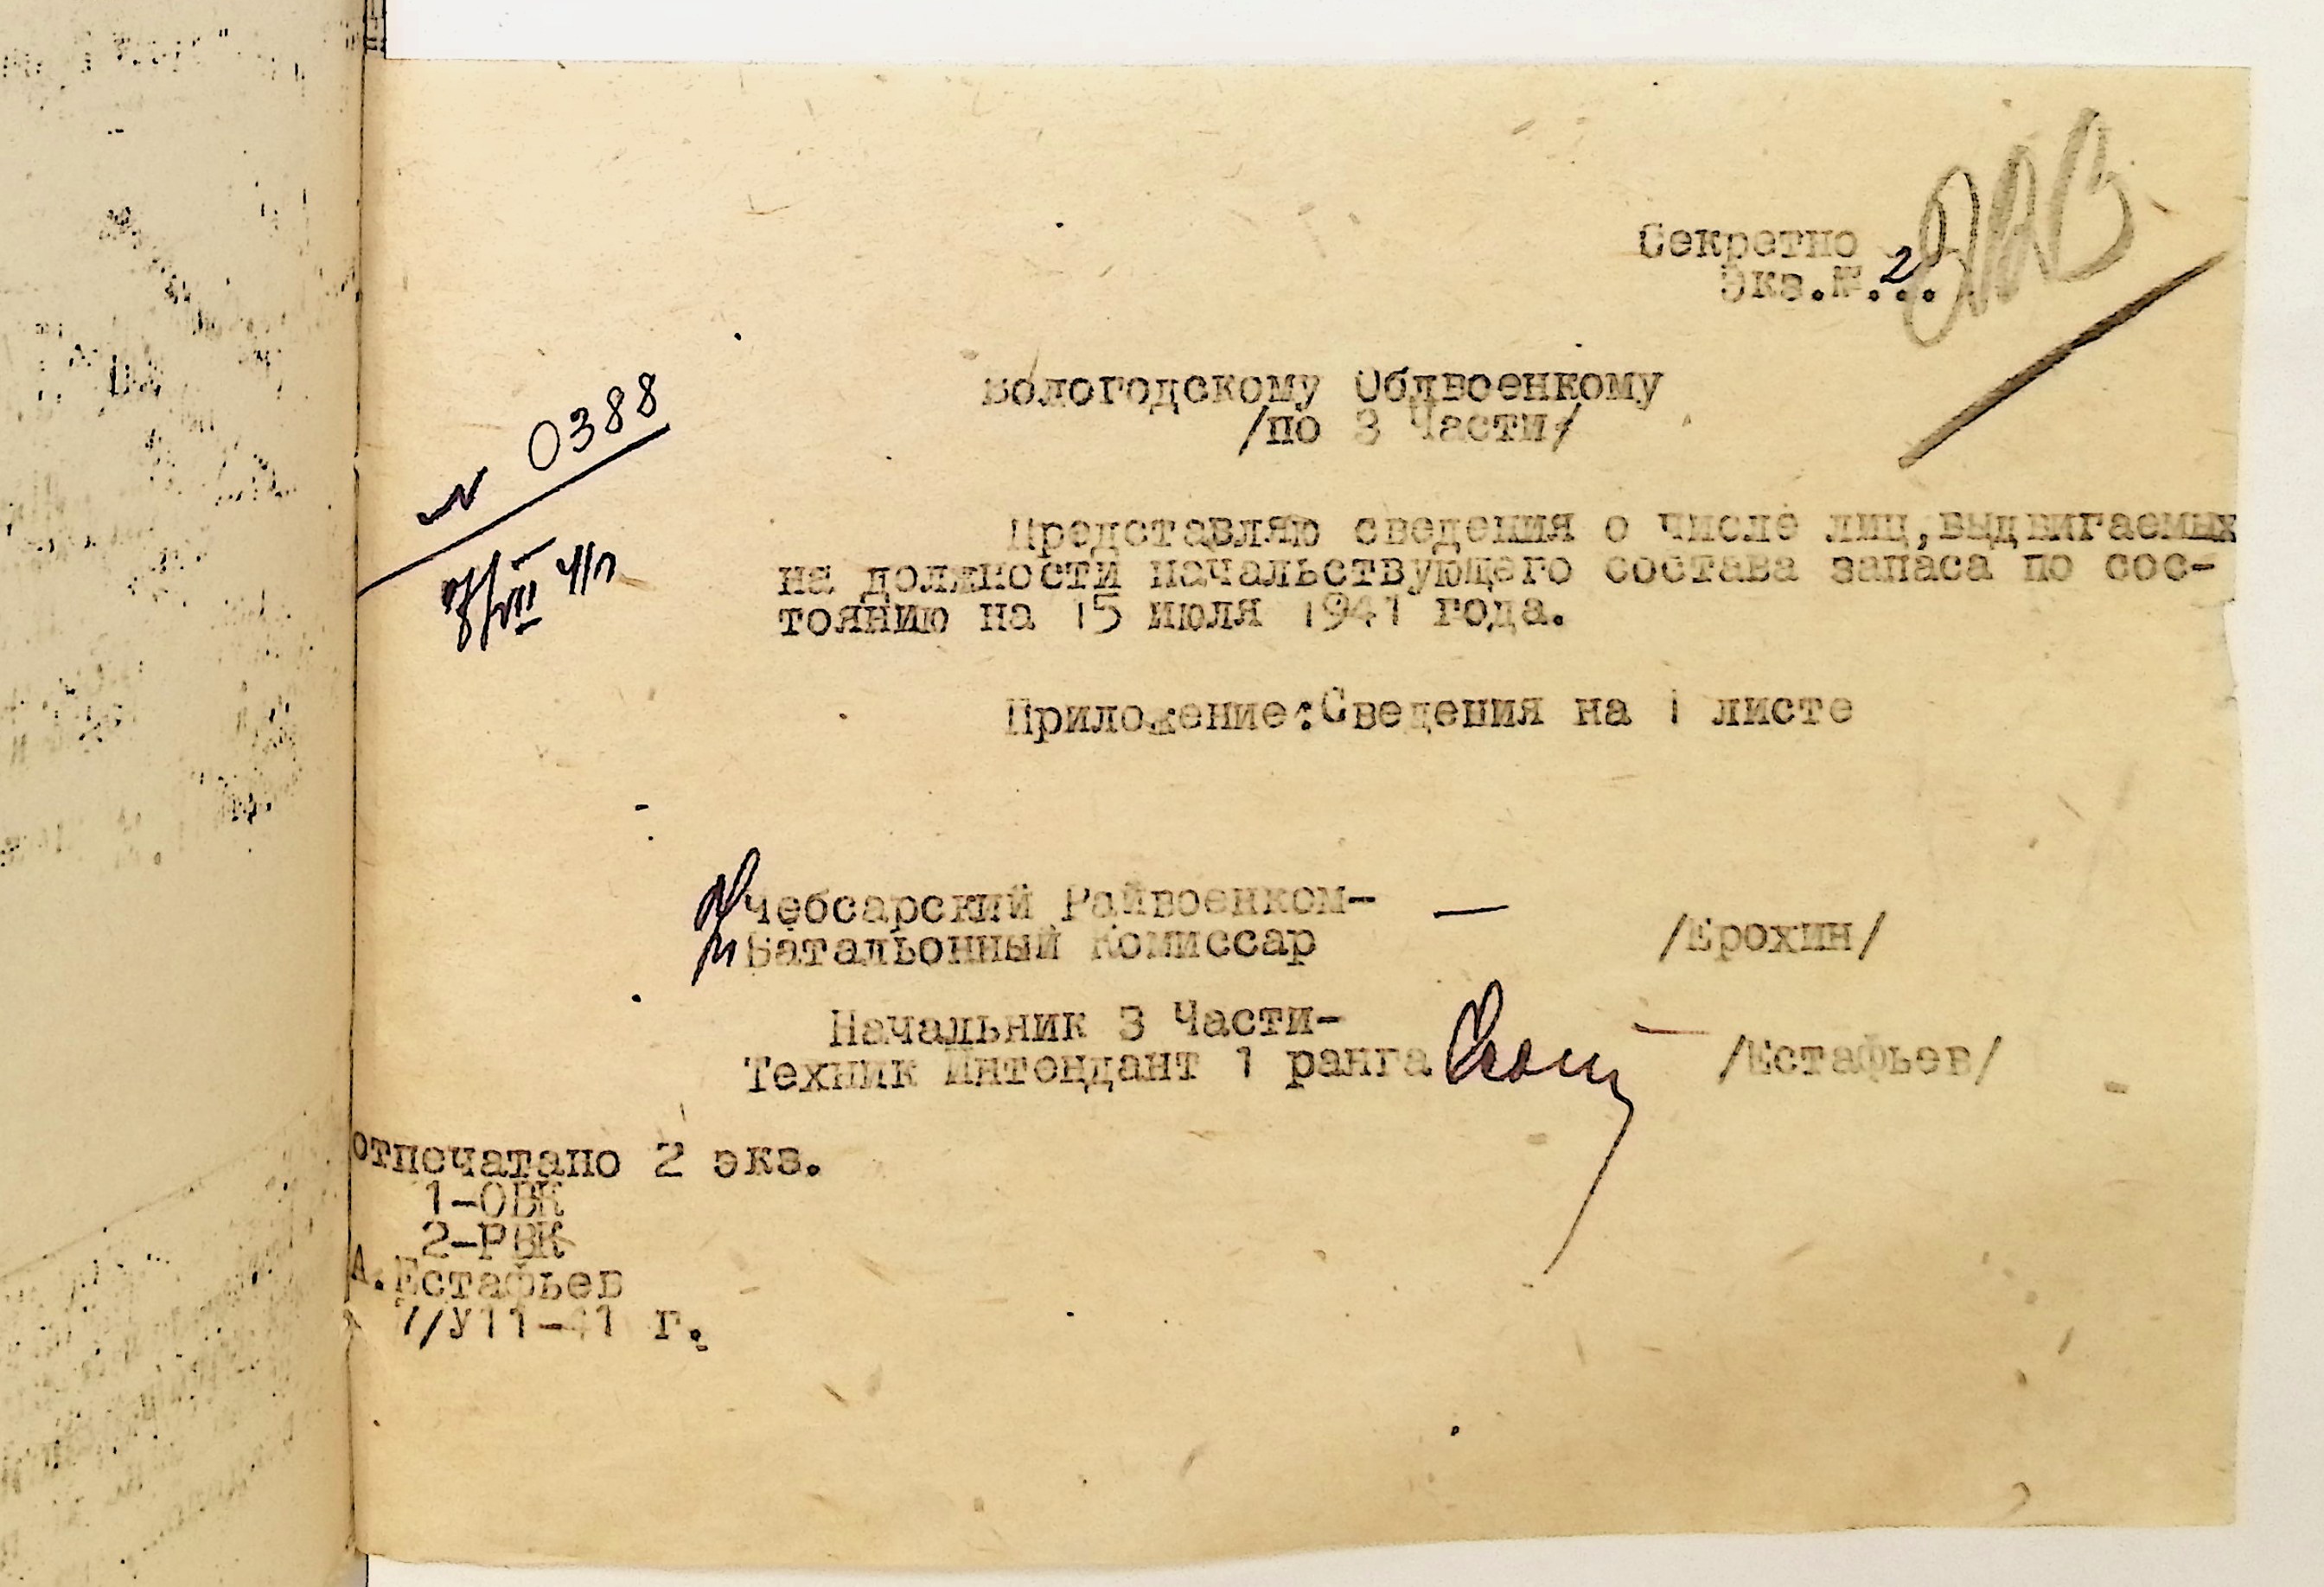 Секретно
Экз.№.2..
№ 0388
Вологодскому Облвоенкому
/по 3 Части/
Представляю сведения о числе лиц,выдвигаемых
на должности начальствующего состава запаса по сос-
тоянию на 15 июля 1941 года.
Приложение:Сведения на 1 листе
Чебсарский Райвоенком-
Батальонный Комиссар
/Ерохин/
Начальник 3 Части-
Техник Интендант 1 ранга
/Естафьев/
отпечатано 2 экз.
1-ОВК
2-РВК
А.Естафьев
7/У11-41 г.